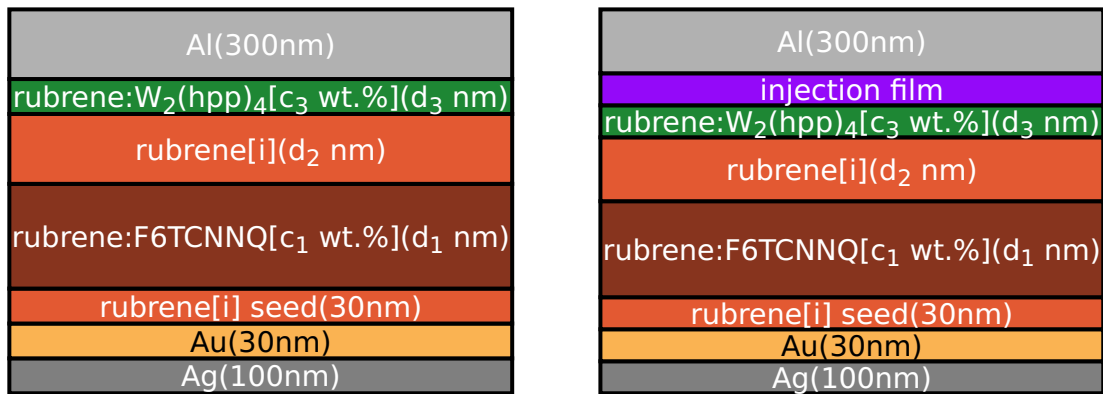 Al(300nm)
rubrene:W₂(hpp)₄[c₃ wt.%](d₃ nm)
rubrene[i](d₂ nm)
rubrene:F6TCNNQ[c₁ wt.%](d₁ nm)
rubrene[i] seed(30nm)
Au(30nm)
Ag(100nm)
Al(300nm)
injection film
rubrene:W₂(hpp)₄[c₃ wt.%](d₃ nm)
rubrene[i](d₂ nm)
rubrene:F6TCNNQ[c₁ wt.%](d₁ nm)
rubrene[i] seed(30nm)
Au(30nm)
Ag(100nm)